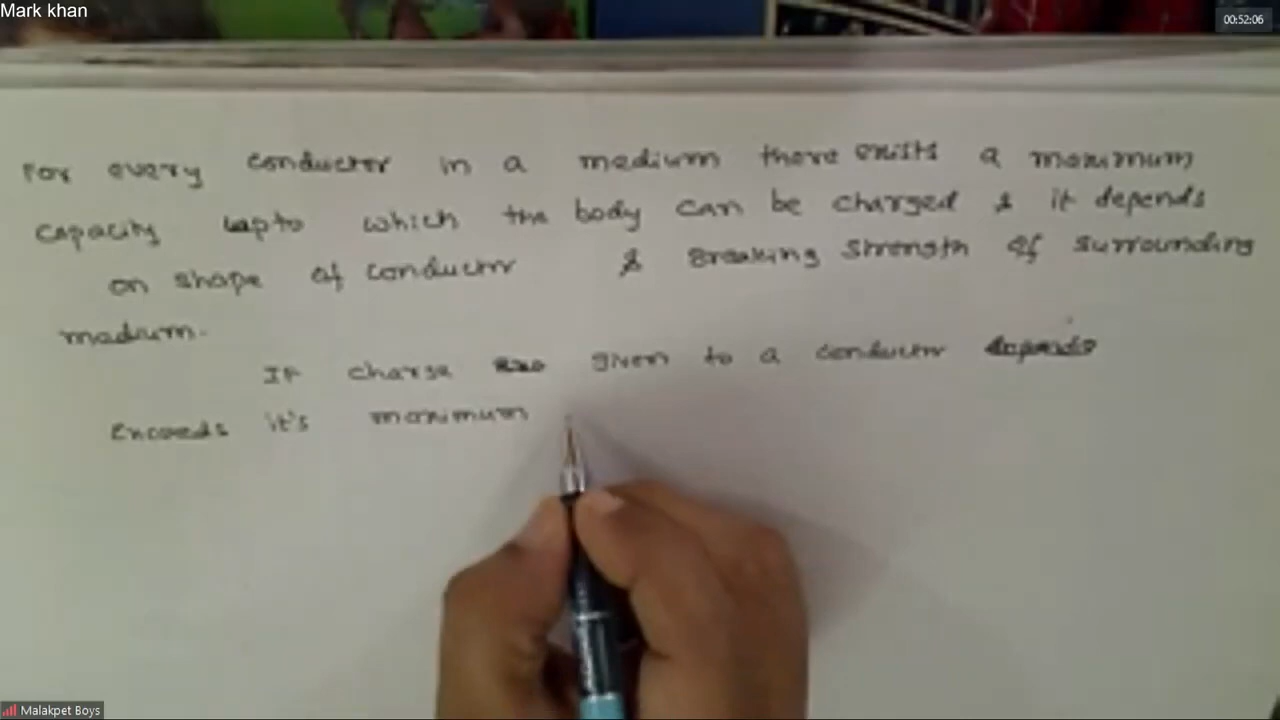 Mark khan
00:52:06
For every conductor in a medium there exists a maximum
capacity upto which the body can be charged & it depends
on shape of conductor & Breaking Strength of surrounding
medium.
If charge given to a conductor
Exceeds it's maximum
Malakpet Boys